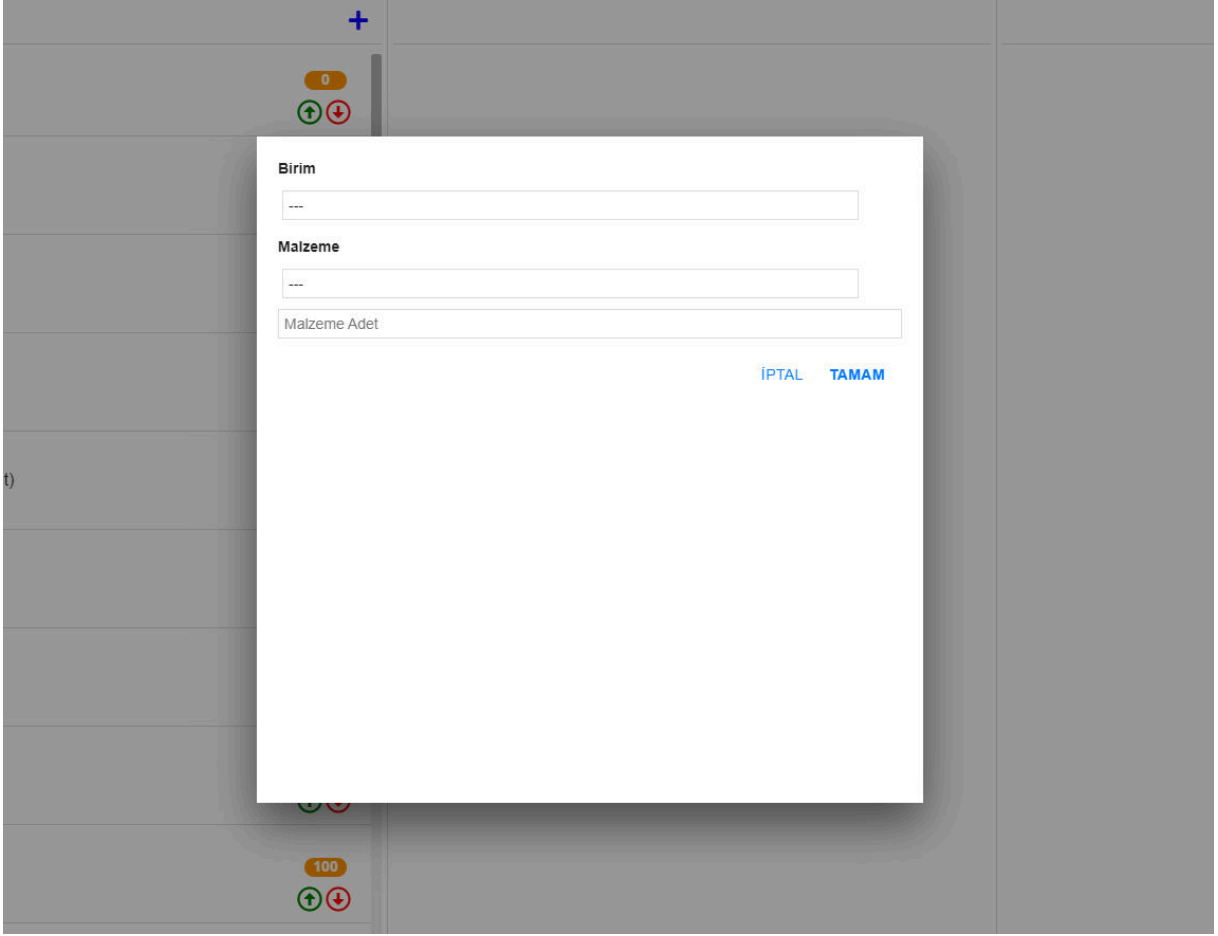 0
Birim
---
Malzeme
---
Malzeme Adet
İPTAL TAMAM
t)
100